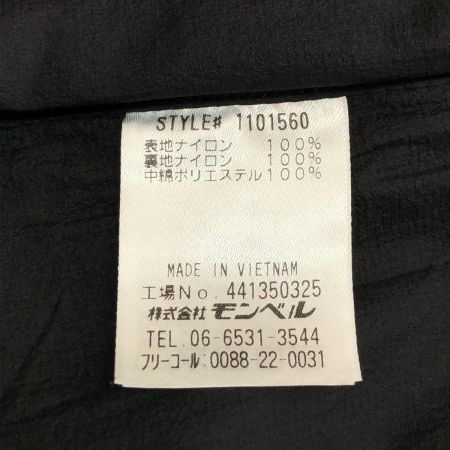 STYLE# 1101560
表地ナイロン 100%
裏地ナイロン 100%
中綿ポリエステル100%
MADE IN VIETNAM
工場No. 441350325
株式会社 モンベル
TEL. 06-6531-3544
フリーコール:0088-22-0031